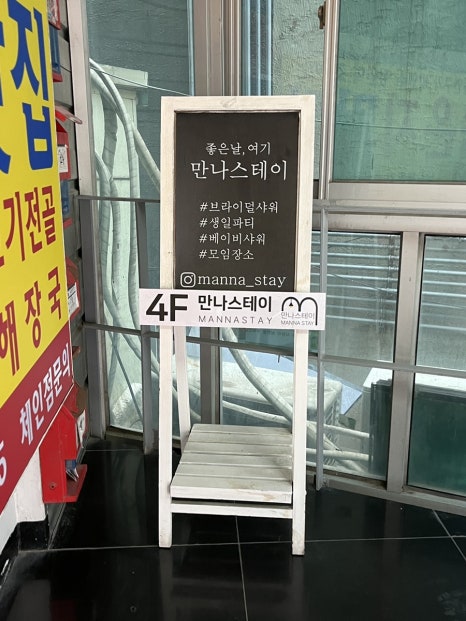 좋은날,여기
만나스테이
#브라이덜샤워
#생일파티
#베이비샤워
#모임장소
manna_stay
4F 만나스테이
MANNASTAY
만나스테이
MANNA STAY
집
기전골
해장국
체인점문의